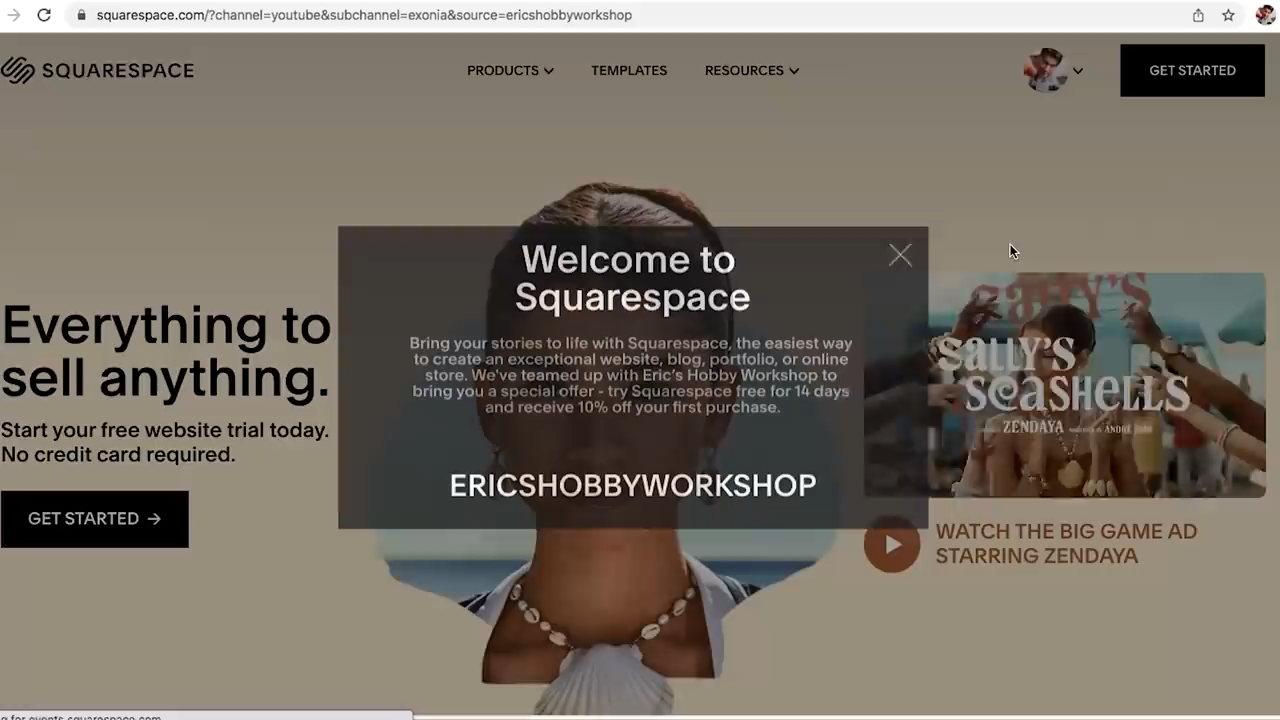 squarespace.com/?channel=youtube&subchannel=exonia&source=ericshobbyworkshop
SQUARESPACE
PRODUCTS
TEMPLATES
RESOURCES
GET STARTED
Welcome to
Squarespace
Bring your stories to life with Squarespace, the easiest way
to create an exceptional website, blog, portfolio, or online
store. We've teamed up with Eric's Hobby Workshop to
bring you a special offer - try Squarespace free for 14 days
and receive 10% off your first purchase.
ERICSHOBBYWORKSHOP
Everything to
sell anything.
Start your free website trial today.
No credit card required.
GET STARTED →
SallY'S
SeaSHELLS
ZENDAYA
WATCH THE BIG GAME AD
STARRING ZENDAYA